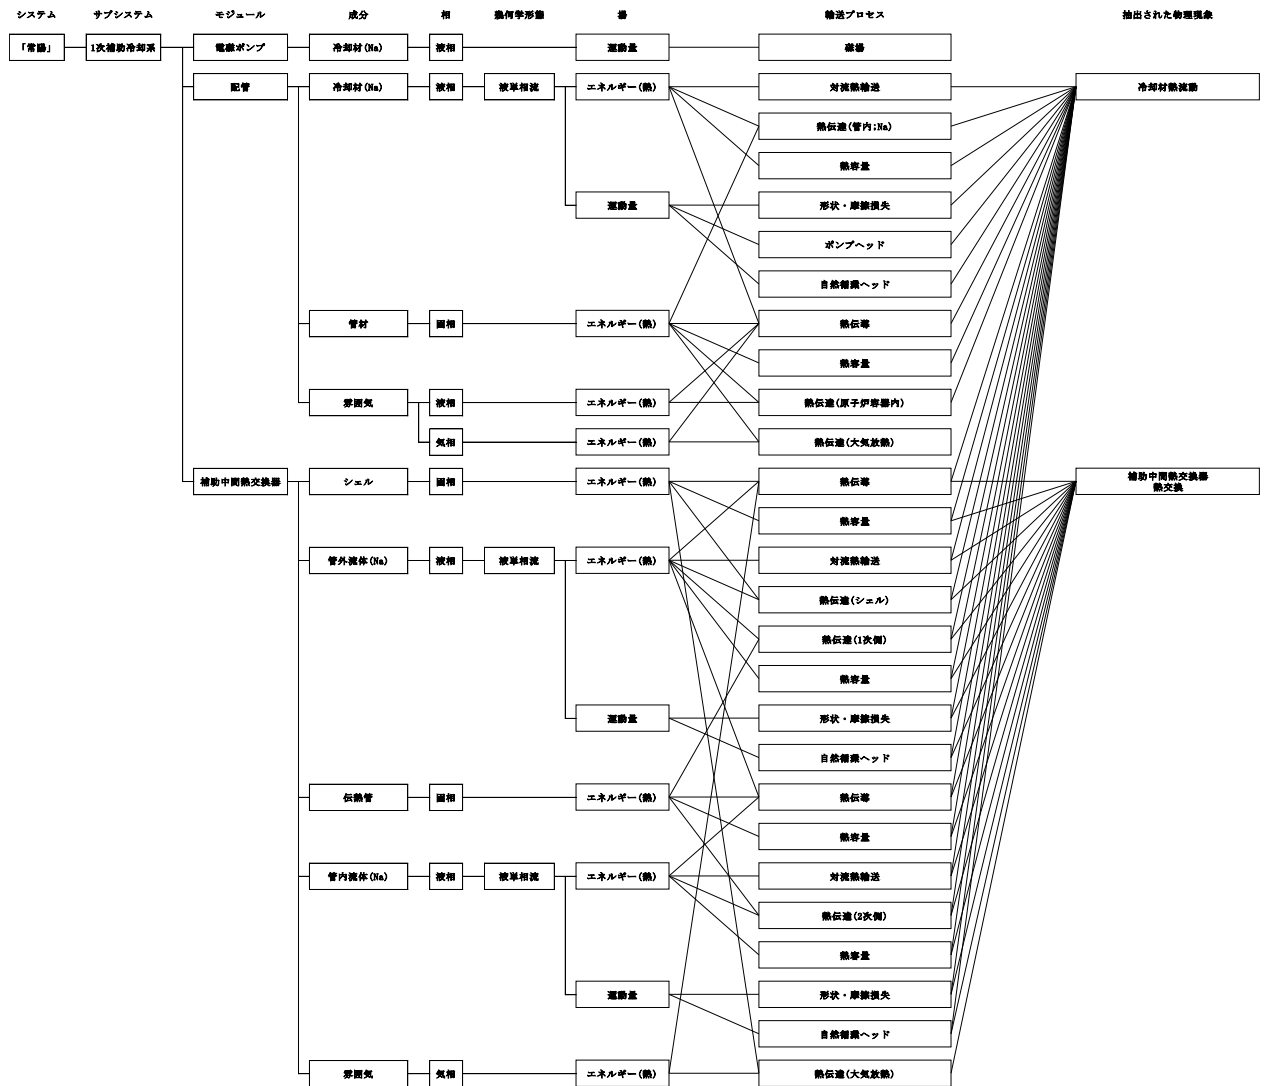 システム サブシステム モジュール 成分 相 幾何学形態 場 輸送プロセス 抽出された物理現象
「常陽」 1次補助冷却系 電磁ポンプ 冷却材(Na) 液相 運動量 磁場
配管 冷却材(Na) 液相 液単相流 エネルギー(熱) 対流熱輸送 冷却材熱流動
熱伝達(管内;Na)
熱容量
運動量 形状・摩擦損失
ポンプヘッド
自然循環ヘッド
管材 固相 エネルギー(熱) 熱伝導
熱容量
雰囲気 液相 エネルギー(熱) 熱伝達(原子炉容器内)
気相 エネルギー(熱) 熱伝達(大気放熱)
補助中間熱交換器 シェル 固相 エネルギー(熱) 熱伝導 補助中間熱交換器
熱交換
熱容量
管外流体(Na) 液相 液単相流 エネルギー(熱) 対流熱輸送
熱伝達(シェル)
熱伝達(1次側)
熱容量
運動量 形状・摩擦損失
自然循環ヘッド
伝熱管 固相 エネルギー(熱) 熱伝導
熱容量
管内流体(Na) 液相 液単相流 エネルギー(熱) 対流熱輸送
熱伝達(2次側)
熱容量
運動量 形状・摩擦損失
自然循環ヘッド
雰囲気 気相 エネルギー(熱) 熱伝達(大気放熱)